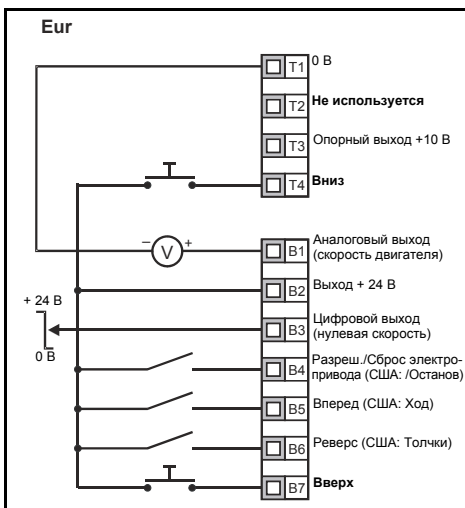 Eur
T1 0 В
T2 Не используется
T3 Опорный выход +10 В
T4 Вниз
− V +
B1 Аналоговый выход
(скорость двигателя)
B2 Выход + 24 В
+ 24 В
0 В
B3 Цифровой выход
(нулевая скорость)
B4 Разреш./Сброс электро-
привода (США: /Останов)
B5 Вперед (США: Ход)
B6 Реверс (США: Толчки)
B7 Вверх